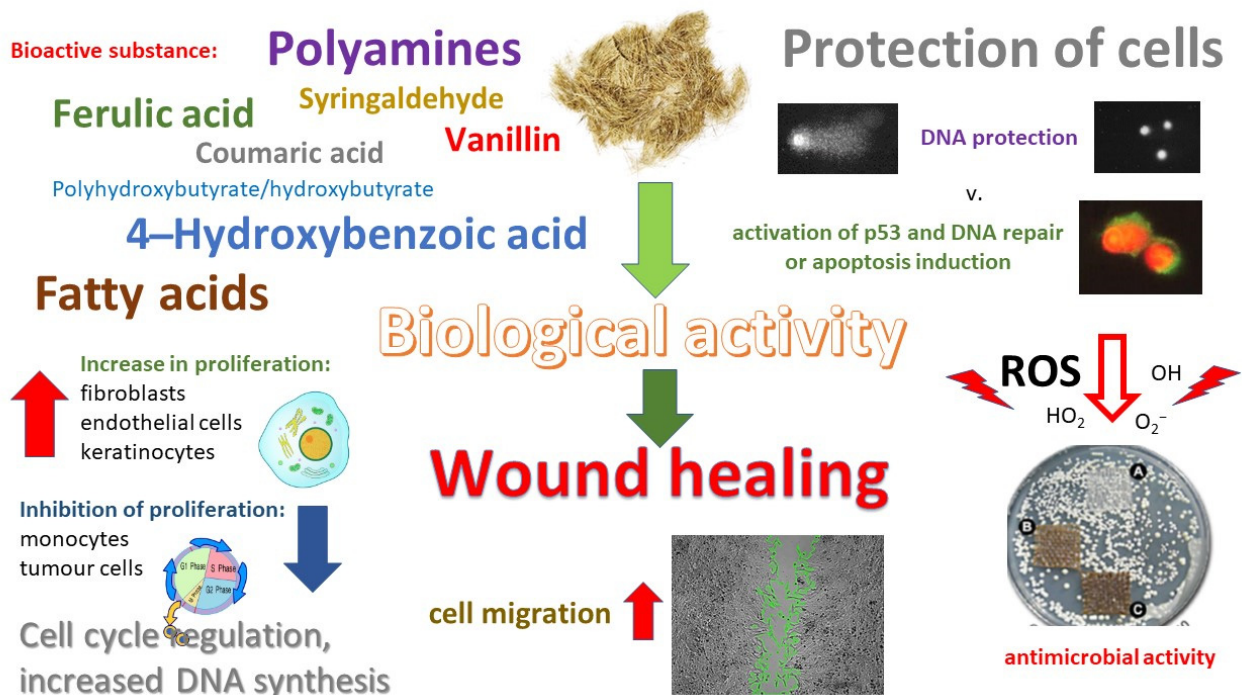 Bioactive substance:
Polyamines
Syringaldehyde
Ferulic acid
Vanillin
Coumaric acid
Polyhydroxybutyrate/hydroxybutyrate
4–Hydroxybenzoic acid
Fatty acids
Protection of cells
DNA protection
v.
activation of p53 and DNA repair
or apoptosis induction
Biological activity
Increase in proliferation:
fibroblasts
endothelial cells
keratinocytes
ROS
OH
HO₂
O₂⁻
Wound healing
Inhibition of proliferation:
monocytes
tumour cells
G1 Phase
S Phase
G2 Phase
cell migration
A
B
C
Cell cycle regulation,
increased DNA synthesis
antimicrobial activity